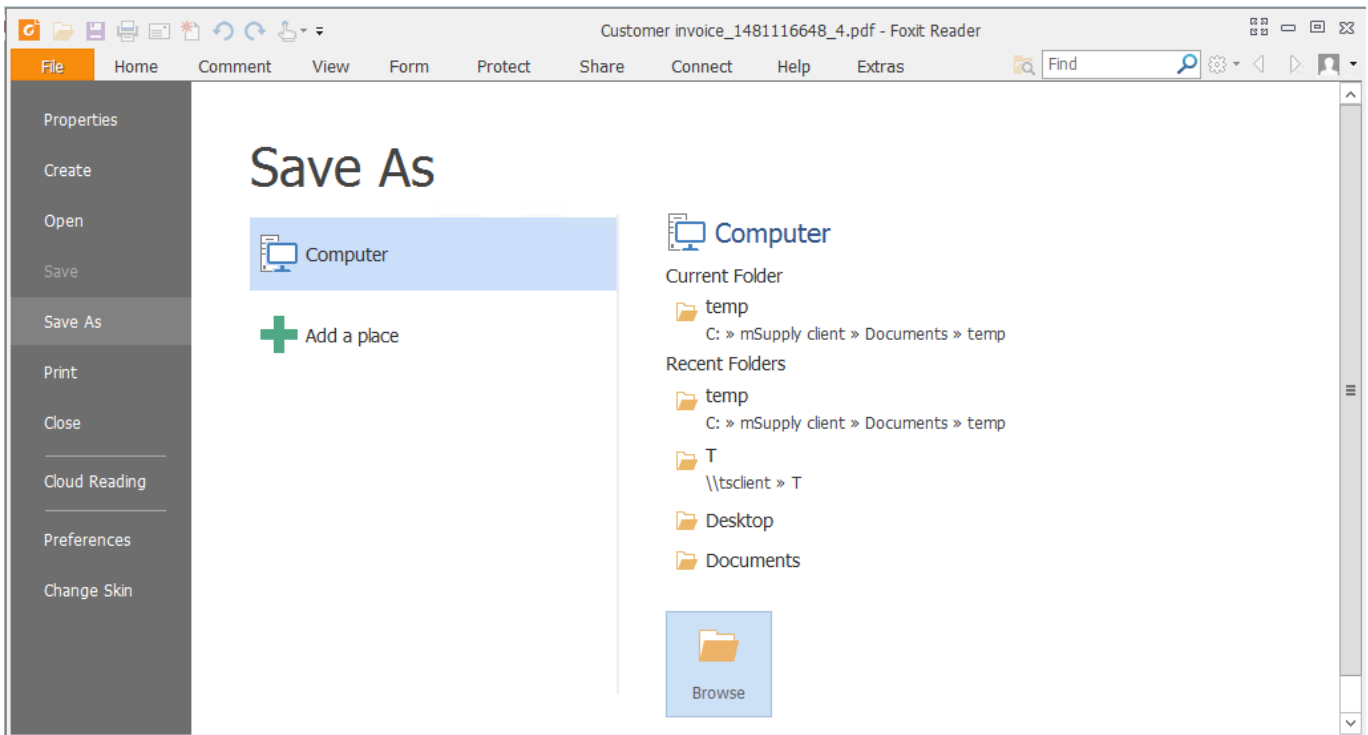 Customer invoice_1481116648_4.pdf - Foxit Reader
File Home Comment View Form Protect Share Connect Help Extras Find
Properties
Create
Open
Save
Save As
Print
Close
Cloud Reading
Preferences
Change Skin
Save As
Computer
Add a place
Computer
Current Folder
temp
C: » mSupply client » Documents » temp
Recent Folders
temp
C: » mSupply client » Documents » temp
T
\\tsclient » T
Desktop
Documents
Browse